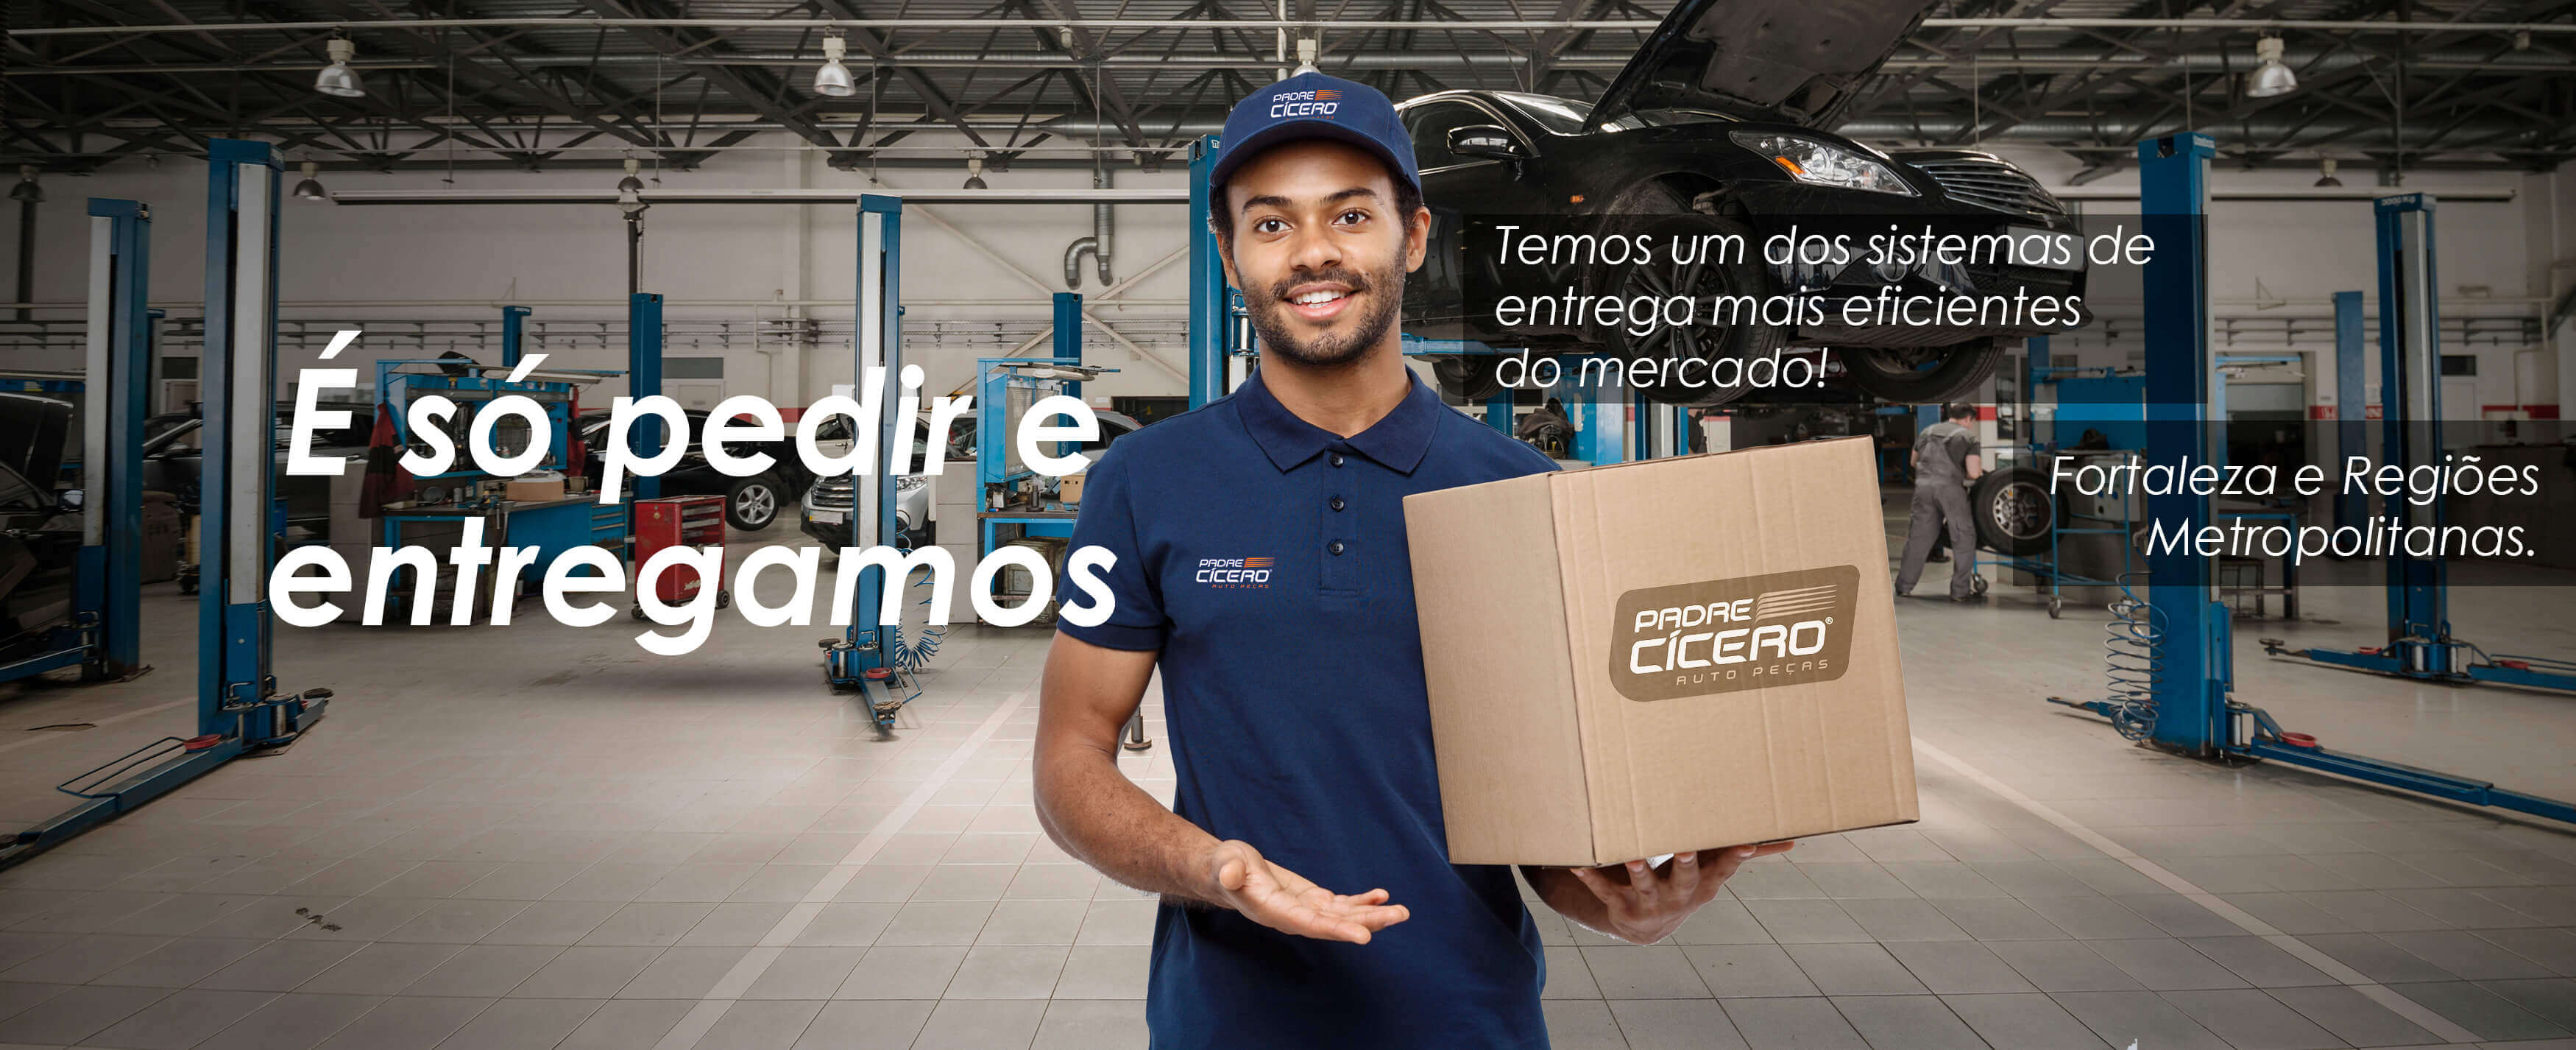 É só pedir e
entregamos
PADRE
CÍCERO
PADRE
CÍCERO
AUTO PEÇAS
Temos um dos sistemas de
entrega mais eficientes
do mercado!
Fortaleza e Regiões
Metropolitanas.
PADRE
CÍCERO®
AUTO PEÇAS